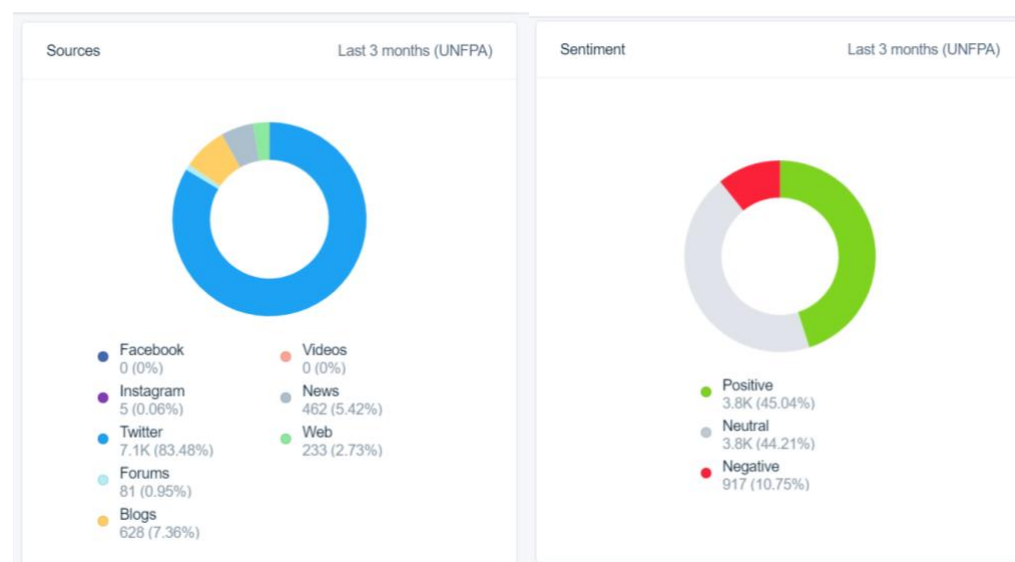 Sources
Last 3 months (UNFPA)
Facebook
0 (0%)
Instagram
5 (0.06%)
Twitter
7.1K (83.48%)
Forums
81 (0.95%)
Blogs
628 (7.36%)
Videos
0 (0%)
News
462 (5.42%)
Web
233 (2.73%)
Sentiment
Last 3 months (UNFPA)
Positive
3.8K (45.04%)
Neutral
3.8K (44.21%)
Negative
917 (10.75%)